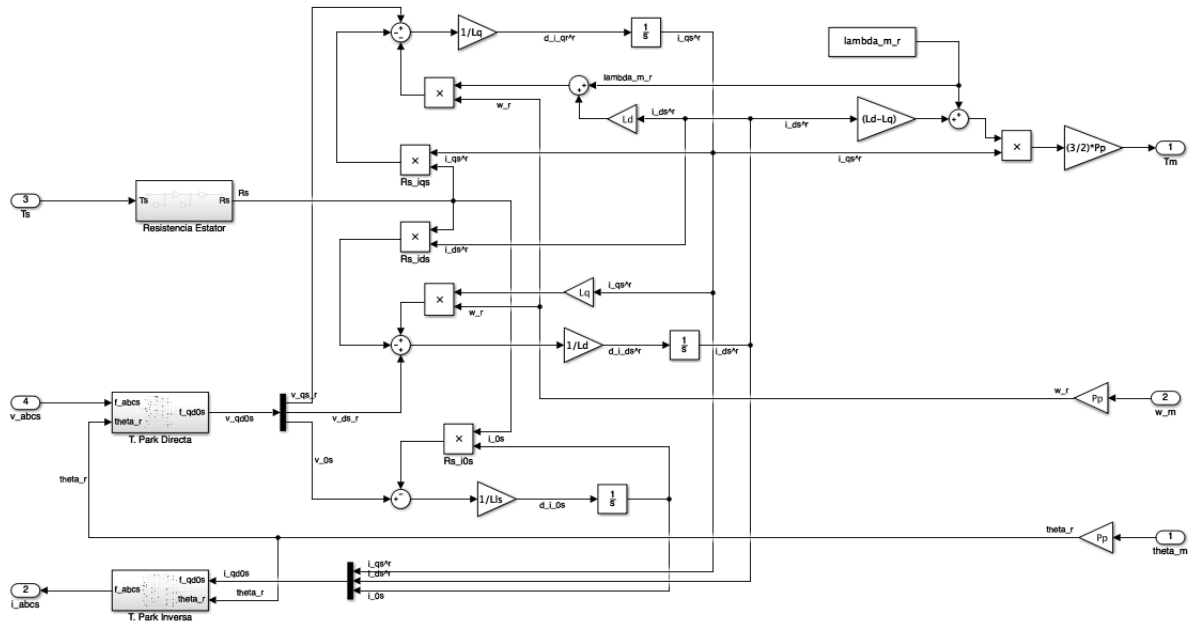 1/Lq
d_i_qr^r
1
s
i_qs^r
lambda_m_r
lambda_m_r
w_r
Ld
i_ds^r
i_ds^r
(Ld-Lq)
i_qs^r
i_qs^r
(3/2)*Pp
1
Tm
Rs_iqs
3
Ts
Ts
Rs
Rs
Resistencia Estator
i_ds^r
Rs_ids
Lq
i_qs^r
w_r
1/Ld
d_i_ds^r
1
s
i_ds^r
w_r
Pp
2
w_m
4
v_abcs
f_abcs
theta_r
f_qd0s
T. Park Directa
v_qd0s
v_qs_r
v_ds_r
v_0s
i_0s
Rs_i0s
theta_r
1/Lls
d_i_0s
1
s
theta_r
Pp
1
theta_m
2
i_abcs
f_abcs
f_qd0s
theta_r
T. Park Inversa
i_qd0s
theta_r
i_qs^r
i_ds^r
i_0s